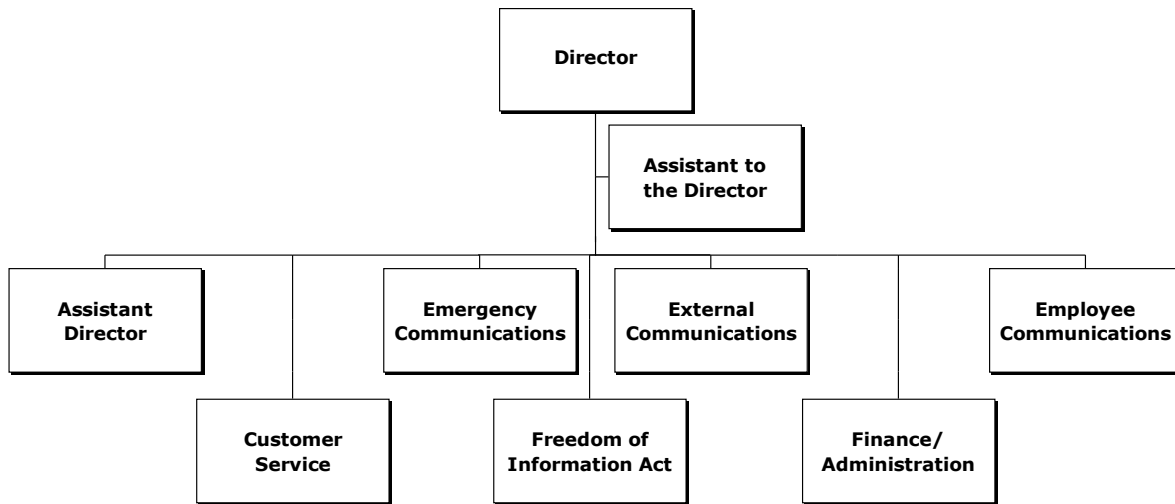 Director
Assistant to
the Director
Assistant
Director
Emergency
Communications
External
Communications
Employee
Communications
Customer
Service
Freedom of
Information Act
Finance/
Administration